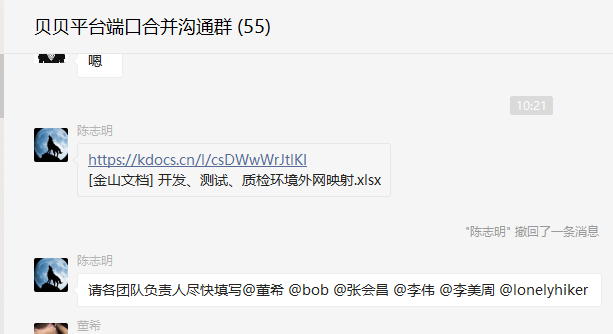 贝贝平台端口合并沟通群 (55)
嗯
10:21
陈志明
https://kdocs.cn/l/csDWwWrJtlKl
[金山文档] 开发、测试、质检环境外网映射.xlsx
"陈志明" 撤回了一条消息
陈志明
请各团队负责人尽快填写@董希 @bob @张会昌 @李伟 @李美周 @lonelyhiker
董希